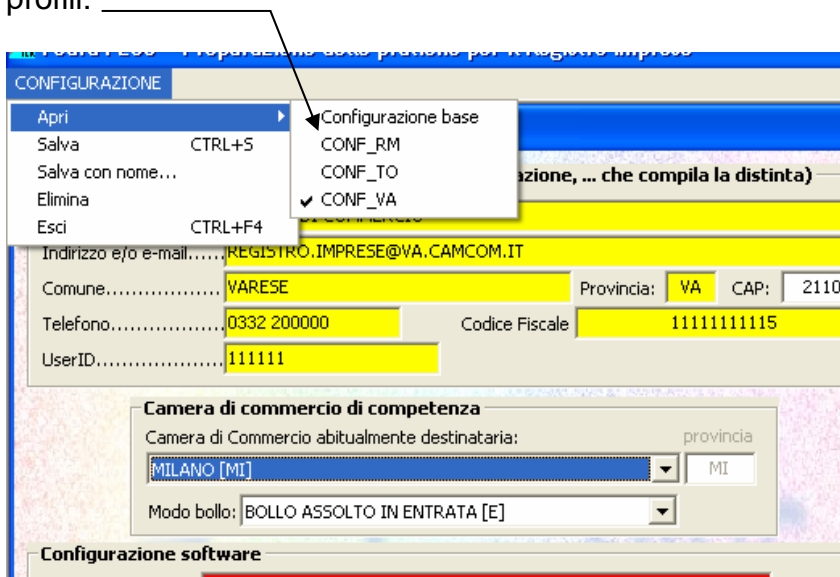 profili.
CONFIGURAZIONE
Apri
Salva CTRL+S
Salva con nome...
Elimina
Esci CTRL+F4
Configurazione base
CONF_RM
CONF_TO
CONF_VA
azione, ... che compila la distinta)
Indirizzo e/o e-mail...... REGISTRO.IMPRESE@VA.CAMCOM.IT
Comune.................. VARESE Provincia: VA CAP: 2110
Telefono.................. 0332 200000 Codice Fiscale 11111111115
UserID.................... 111111
Camera di commercio di competenza
Camera di Commercio abitualmente destinataria: provincia
MILANO [MI] MI
Modo bollo: BOLLO ASSOLTO IN ENTRATA [E]
Configurazione software